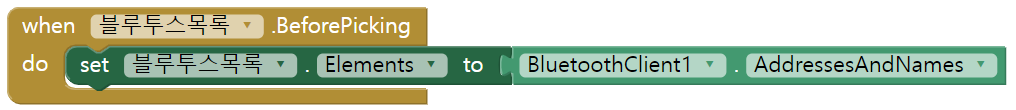 when 블루투스목록 .BeforePicking
do set 블루투스목록 . Elements to BluetoothClient1 . AddressesAndNames